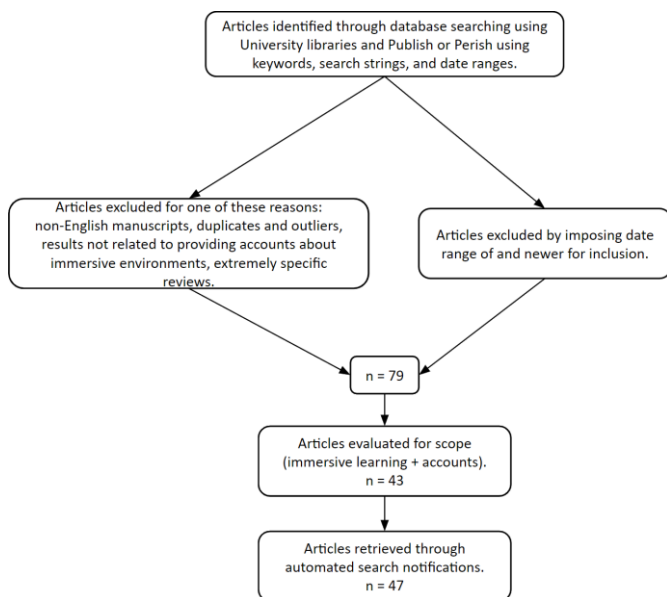 Articles identified through database searching using
University libraries and Publish or Perish using
keywords, search strings, and date ranges.
Articles excluded for one of these reasons:
non-English manuscripts, duplicates and outliers,
results not related to providing accounts about
immersive environments, extremely specific
reviews.
Articles excluded by imposing date
range of and newer for inclusion.
n = 79
Articles evaluated for scope
(immersive learning + accounts).
n = 43
Articles retrieved through
automated search notifications.
n = 47